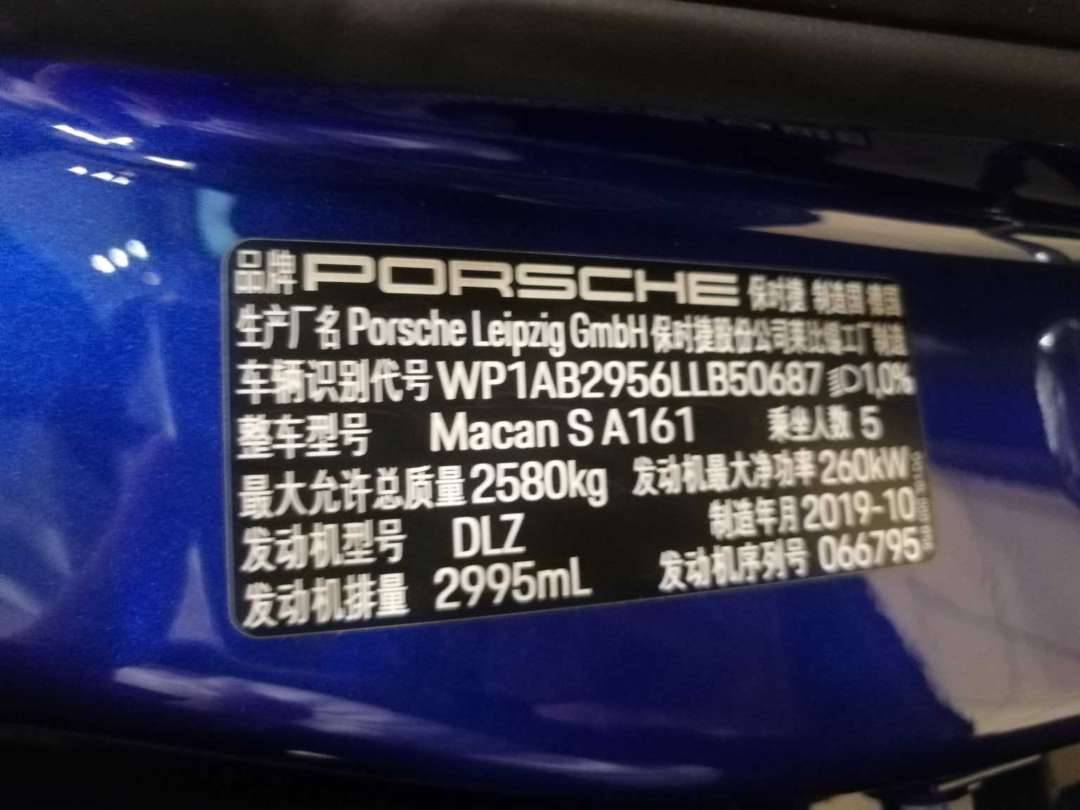 品牌 PORSCHE 保时捷 制造国 德国
生产厂名 Porsche Leipzig GmbH 保时捷股份公司莱比锡工厂制造
车辆识别代号 WP1AB2956LLB50687 1,0%
整车型号 Macan S A161 乘坐人数 5
最大允许总质量 2580kg 发动机最大净功率 260kW
发动机型号 DLZ 制造年月 2019-10
发动机排量 2995mL 发动机序列号 066795